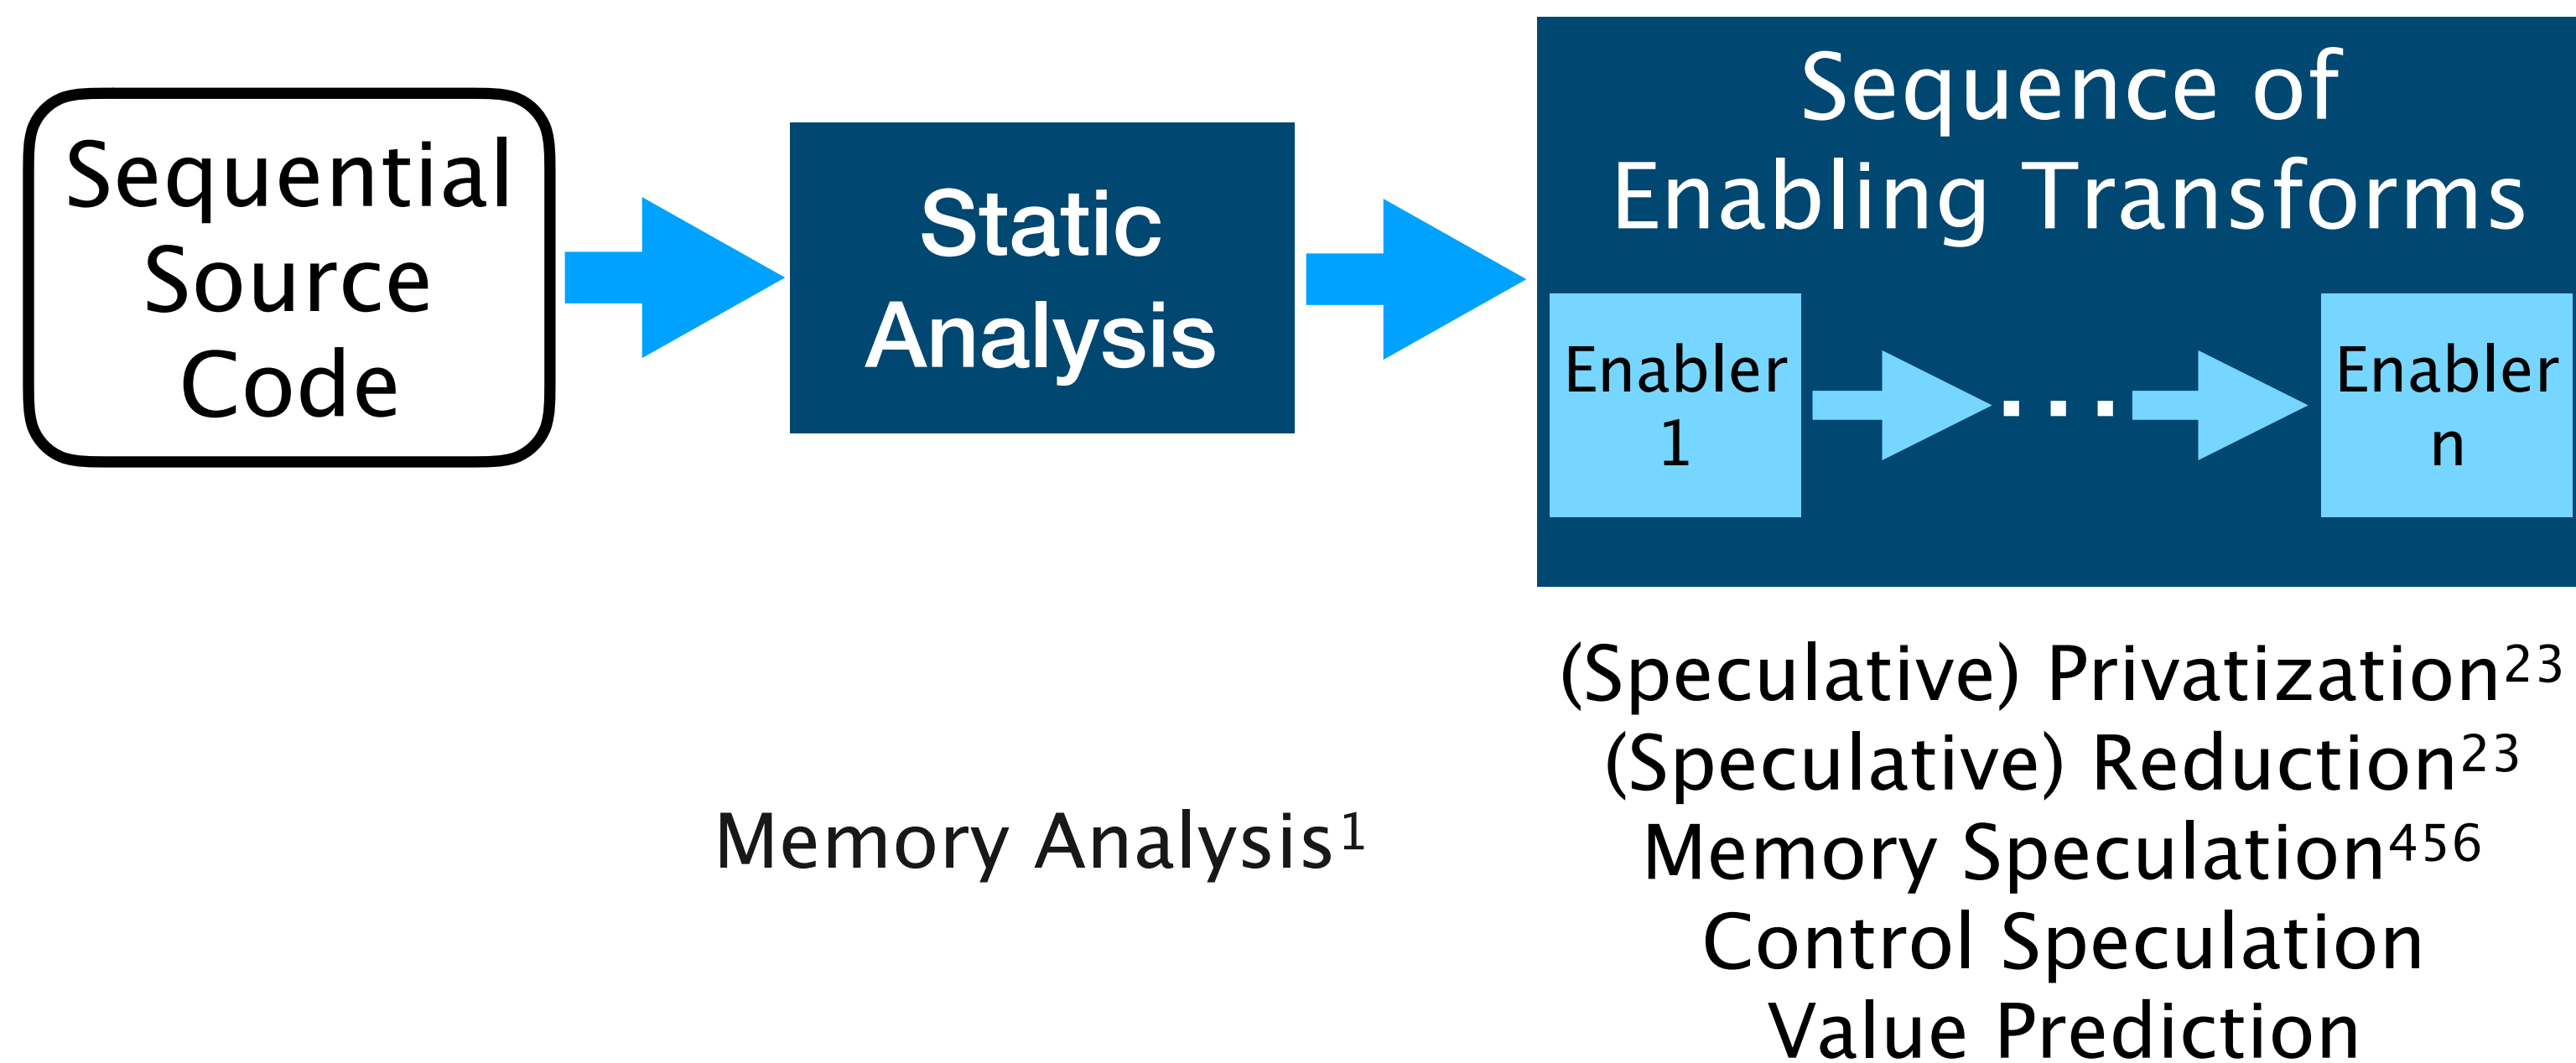 Sequential
Source
Code
Static
Analysis
Sequence of
Enabling Transforms
Enabler
1
...
Enabler
n
Memory Analysis¹
(Speculative) Privatization²³
(Speculative) Reduction²³
Memory Speculation⁴⁵⁶
Control Speculation
Value Prediction